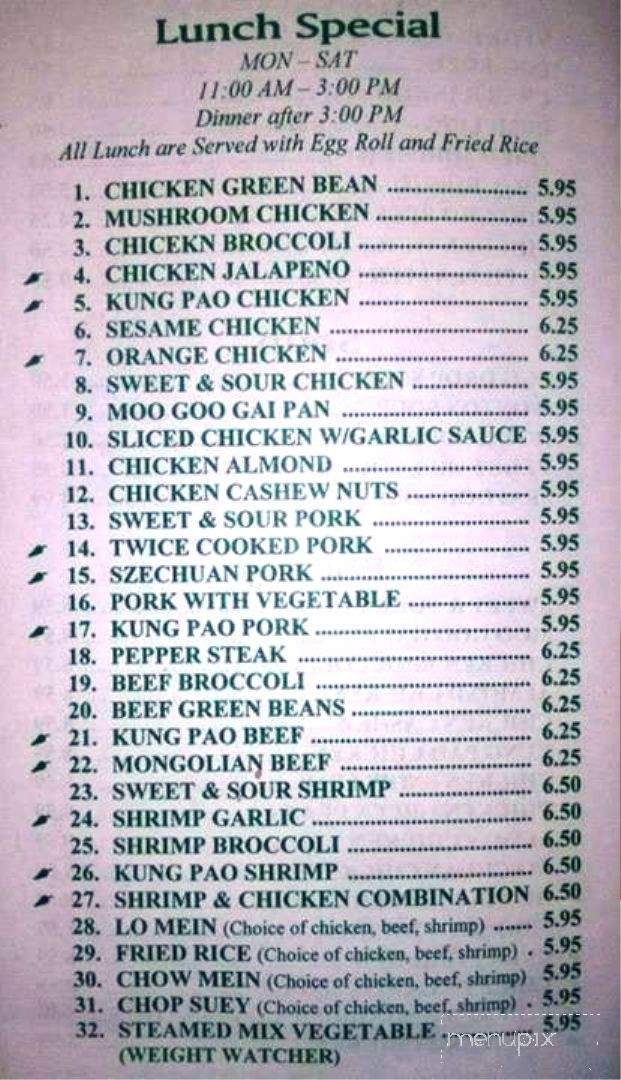 Lunch Special
MON – SAT
11:00 AM – 3:00 PM
Dinner after 3:00 PM
All Lunch are Served with Egg Roll and Fried Rice
1. CHICKEN GREEN BEAN ............................ 5.95
2. MUSHROOM CHICKEN ............................ 5.95
3. CHICEKN BROCCOLI ............................ 5.95
4. CHICKEN JALAPENO ............................ 5.95
5. KUNG PAO CHICKEN ............................ 5.95
6. SESAME CHICKEN ............................ 6.25
7. ORANGE CHICKEN ............................ 6.25
8. SWEET & SOUR CHICKEN ................... 5.95
9. MOO GOO GAI PAN ............................ 5.95
10. SLICED CHICKEN W/GARLIC SAUCE 5.95
11. CHICKEN ALMOND ............................ 5.95
12. CHICKEN CASHEW NUTS ................... 5.95
13. SWEET & SOUR PORK ....................... 5.95
14. TWICE COOKED PORK ....................... 5.95
15. SZECHUAN PORK ............................ 5.95
16. PORK WITH VEGETABLE ................... 5.95
17. KUNG PAO PORK ............................ 5.95
18. PEPPER STEAK ............................ 6.25
19. BEEF BROCCOLI ............................ 6.25
20. BEEF GREEN BEANS ......................... 6.25
21. KUNG PAO BEEF ............................ 6.25
22. MONGOLIAN BEEF ............................ 6.25
23. SWEET & SOUR SHRIMP ................... 6.50
24. SHRIMP GARLIC ............................ 6.50
25. SHRIMP BROCCOLI ............................ 6.50
26. KUNG PAO SHRIMP ............................ 6.50
27. SHRIMP & CHICKEN COMBINATION 6.50
28. LO MEIN (Choice of chicken, beef, shrimp) ....... 5.95
29. FRIED RICE (Choice of chicken, beef, shrimp) . 5.95
30. CHOW MEIN (Choice of chicken, beef, shrimp) 5.95
31. CHOP SUEY (Choice of chicken, beef, shrimp) . 5.95
32. STEAMED MIX VEGETABLE ............... 5.95
(WEIGHT WATCHER)
menupix